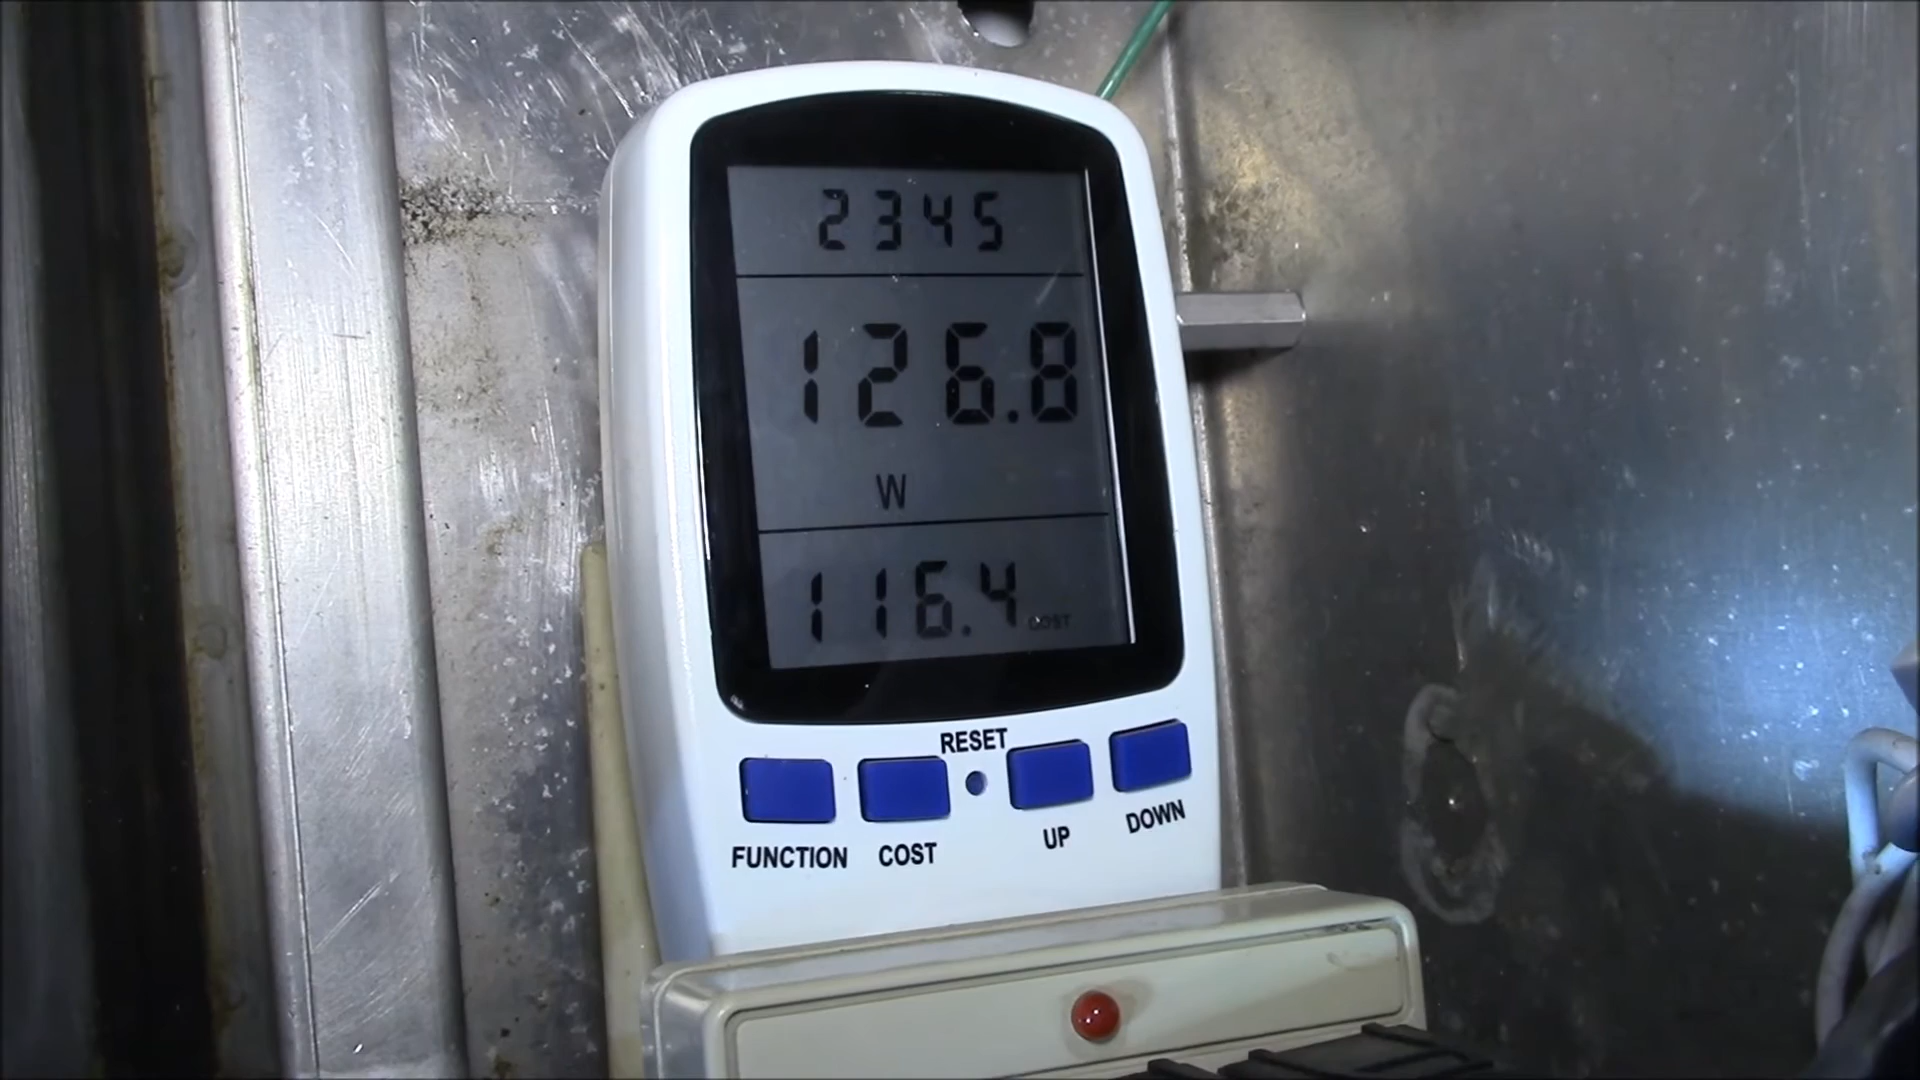 2345
126.8
W
116.4 COST
RESET
FUNCTION COST UP DOWN